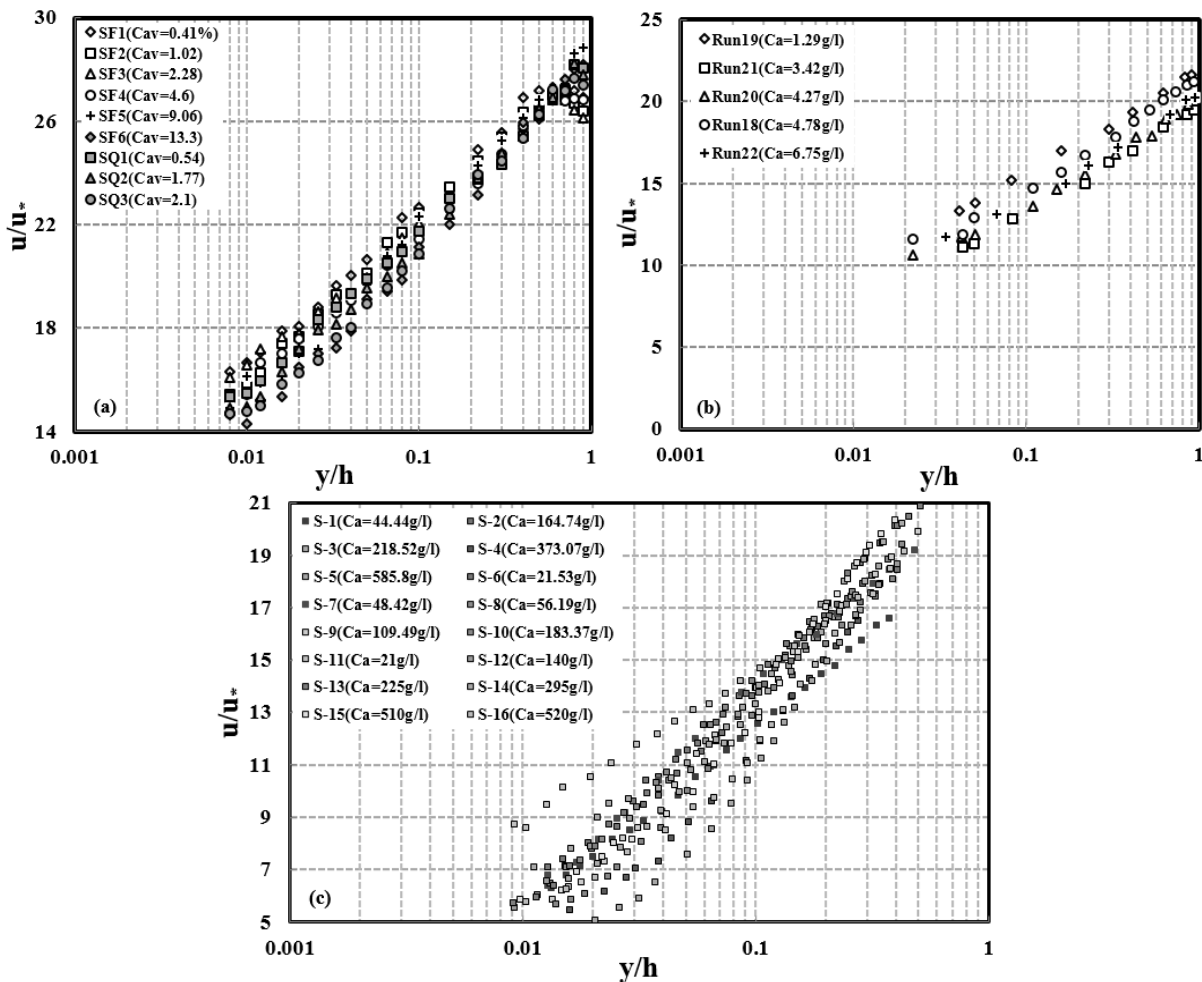 30
26
22
18
14
u/u*
SF1(Cav=0.41%)
SF2(Cav=1.02)
SF3(Cav=2.28)
SF4(Cav=4.6)
SF5(Cav=9.06)
SF6(Cav=13.3)
SQ1(Cav=0.54)
SQ2(Cav=1.77)
SQ3(Cav=2.1)
(a)
0.001 0.01 0.1 1
y/h
25
20
15
10
5
0
u/u*
Run19(Ca=1.29g/l)
Run21(Ca=3.42g/l)
Run20(Ca=4.27g/l)
Run18(Ca=4.78g/l)
Run22(Ca=6.75g/l)
(b)
0.001 0.01 0.1 1
y/h
21
19
17
15
13
11
9
7
5
u/u*
S-1(Ca=44.44g/l) S-2(Ca=164.74g/l)
S-3(Ca=218.52g/l) S-4(Ca=373.07g/l)
S-5(Ca=585.8g/l) S-6(Ca=21.53g/l)
S-7(Ca=48.42g/l) S-8(Ca=56.19g/l)
S-9(Ca=109.49g/l) S-10(Ca=183.37g/l)
S-11(Ca=21g/l) S-12(Ca=140g/l)
S-13(Ca=225g/l) S-14(Ca=295g/l)
S-15(Ca=510g/l) S-16(Ca=520g/l)
(c)
0.001 0.01 0.1 1
y/h